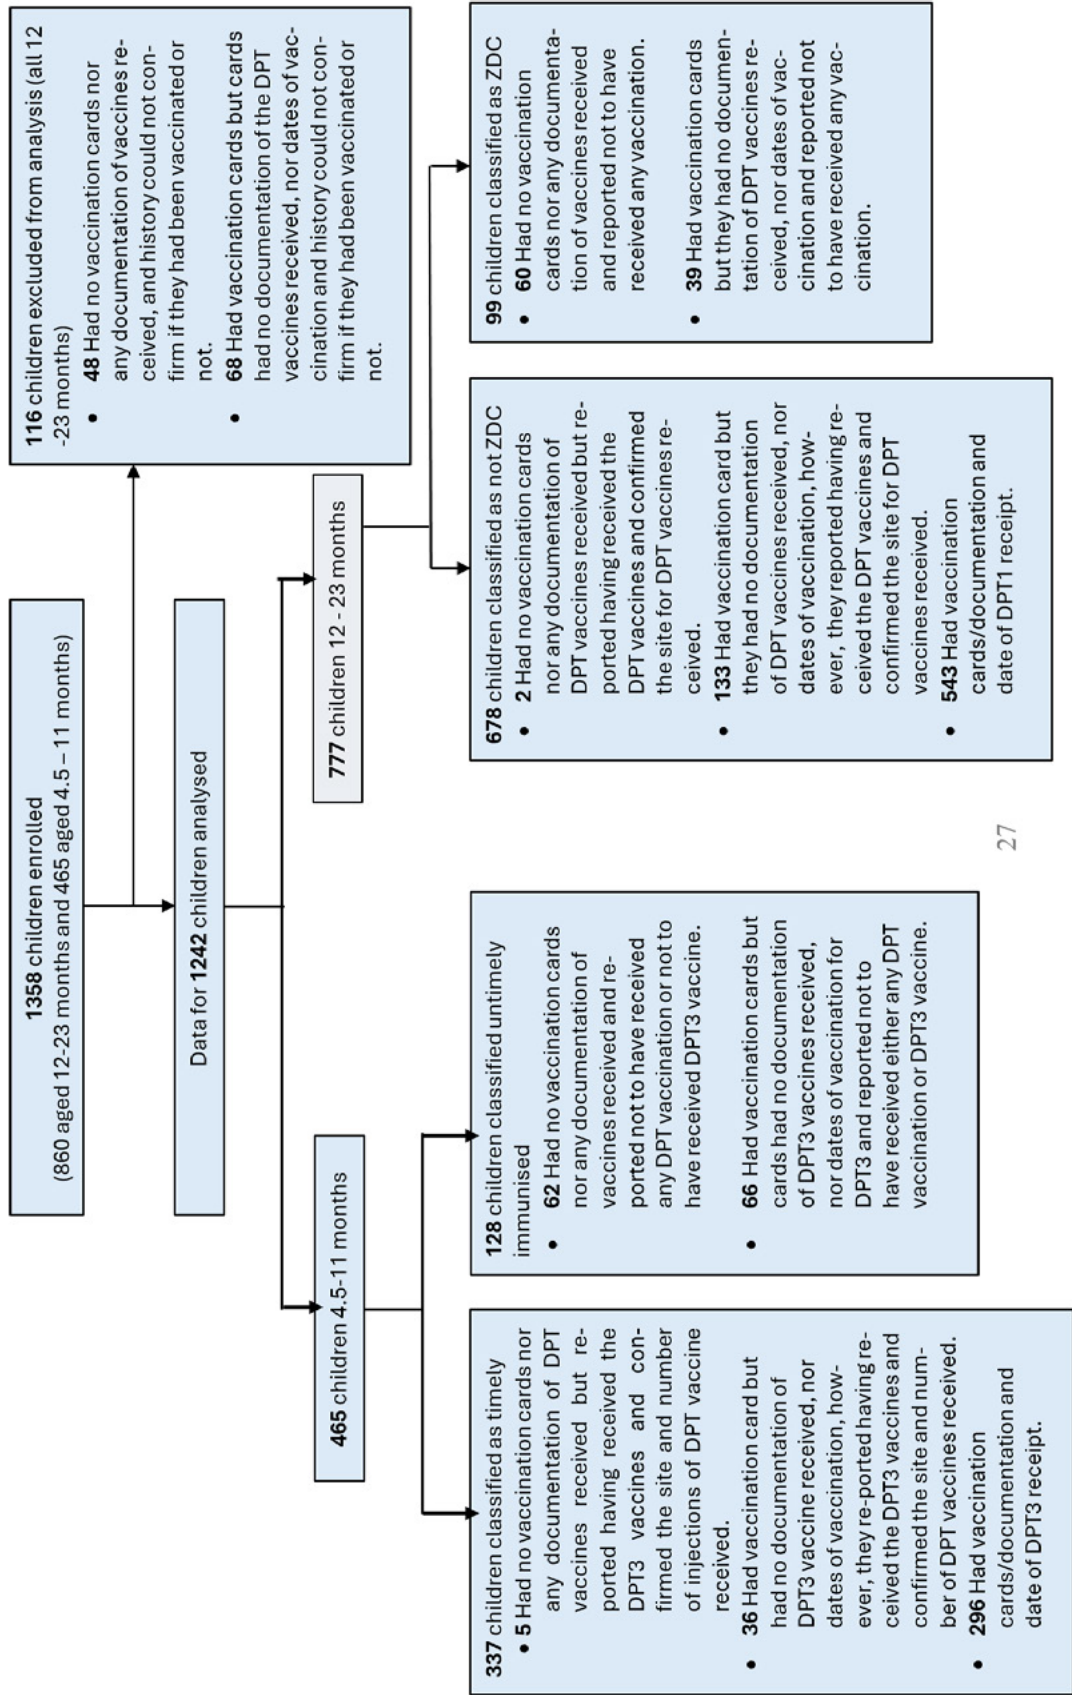 1358 children enrolled
(860 aged 12-23 months and 465 aged 4.5 – 11 months)
116 children excluded from analysis (all 12
-23 months)
• 48 Had no vaccination cards nor
any documentation of vaccines re-
ceived, and history could not con-
firm if they had been vaccinated or
not.
• 68 Had vaccination cards but cards
had no documentation of the DPT
vaccines received, nor dates of vac-
cination and history could not con-
firm if they had been vaccinated or
not.
Data for 1242 children analysed
465 children 4.5-11 months
777 children 12 - 23 months
337 children classified as timely
• 5 Had no vaccination cards nor
any documentation of DPT
vaccines received but re-
ported having received the
DPT3 vaccines and con-
firmed the site and number
of injections of DPT vaccine
received.
• 36 Had vaccination card but
had no documentation of
DPT3 vaccine received, nor
dates of vaccination, how-
ever, they re-ported having re-
ceived the DPT3 vaccines and
confirmed the site and num-
ber of DPT vaccines received.
• 296 Had vaccination
cards/documentation and
date of DPT3 receipt.
128 children classified untimely
immunised
• 62 Had no vaccination cards
nor any documentation of
vaccines received and re-
ported not to have received
any DPT vaccination or not to
have received DPT3 vaccine.
• 66 Had vaccination cards but
cards had no documentation
of DPT3 vaccines received,
nor dates of vaccination for
DPT3 and reported not to
have received either any DPT
vaccination or DPT3 vaccine.
678 children classified as not ZDC
• 2 Had no vaccination cards
nor any documentation of
DPT vaccines received but re-
ported having received the
DPT vaccines and confirmed
the site for DPT vaccines re-
ceived.
• 133 Had vaccination card but
they had no documentation
of DPT vaccines received, nor
dates of vaccination, how-
ever, they reported having re-
ceived the DPT vaccines and
confirmed the site for DPT
vaccines received.
• 543 Had vaccination
cards/documentation and
date of DPT1 receipt.
99 children classified as ZDC
• 60 Had no vaccination
cards nor any documenta-
tion of vaccines received
and reported not to have
received any vaccination.
• 39 Had vaccination cards
but they had no documen-
tation of DPT vaccines re-
ceived, nor dates of vac-
cination and reported not
to have received any vac-
cination.
27